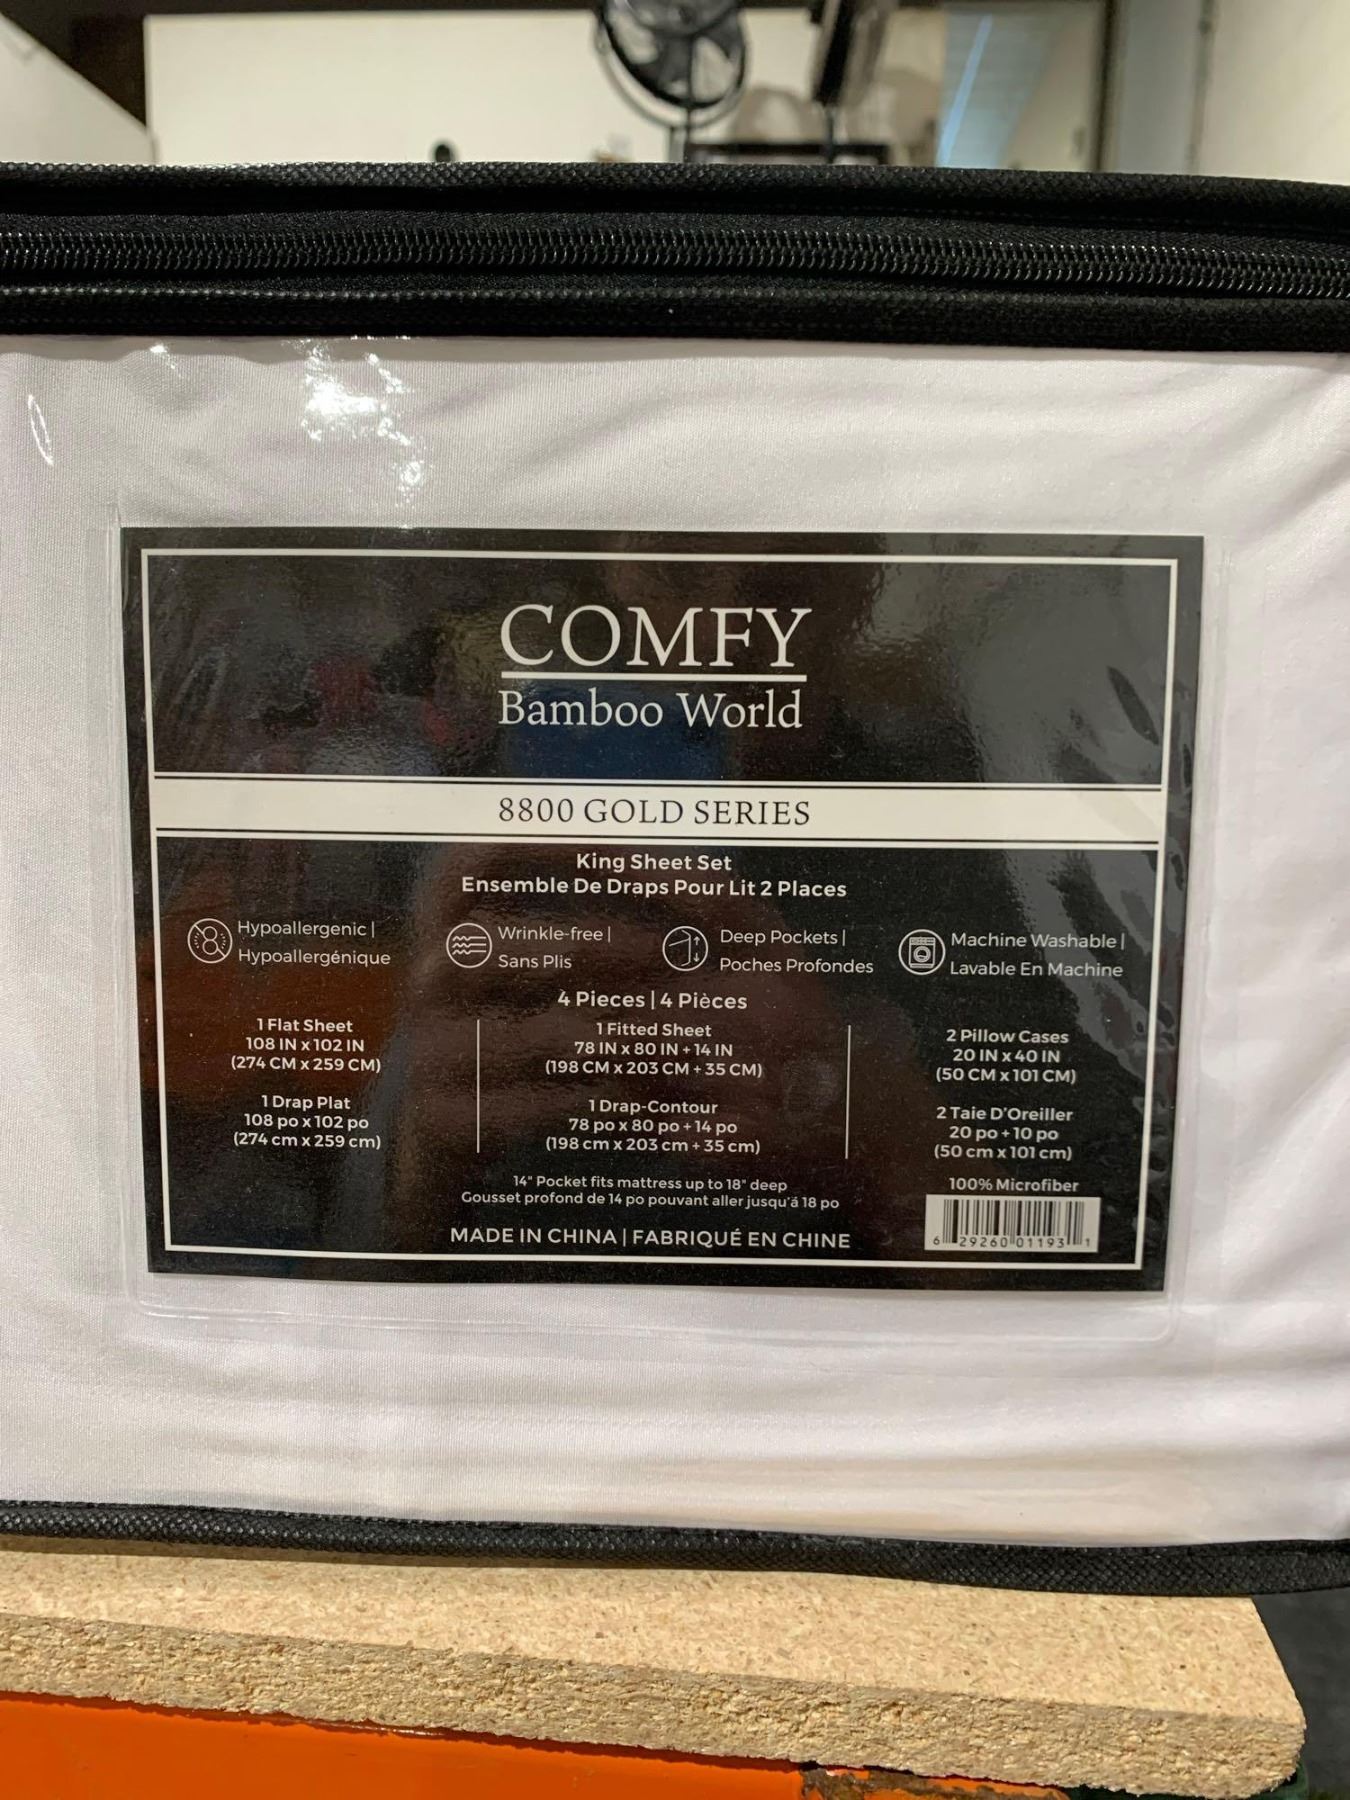 COMFY
Bamboo World
8800 GOLD SERIES
King Sheet Set
Ensemble De Draps Pour Lit 2 Places
Hypoallergenic |
Hypoallergénique
Wrinkle-free |
Sans Plis
Deep Pockets |
Poches Profondes
Machine Washable |
Lavable En Machine
4 Pieces | 4 Pièces
1 Flat Sheet
108 IN x 102 IN
(274 CM x 259 CM)
1 Drap Plat
108 po x 102 po
(274 cm x 259 cm)
1 Fitted Sheet
78 IN x 80 IN + 14 IN
(198 CM x 203 CM + 35 CM)
1 Drap-Contour
78 po x 80 po + 14 po
(198 cm x 203 cm + 35 cm)
2 Pillow Cases
20 IN x 40 IN
(50 CM x 101 CM)
2 Taie D'Oreiller
20 po + 10 po
(50 cm x 101 cm)
14" Pocket fits mattress up to 18" deep
Gousset profond de 14 po pouvant aller jusqu'á 18 po
MADE IN CHINA | FABRIQUÉ EN CHINE
100% Microfiber
6 29260 01193 1